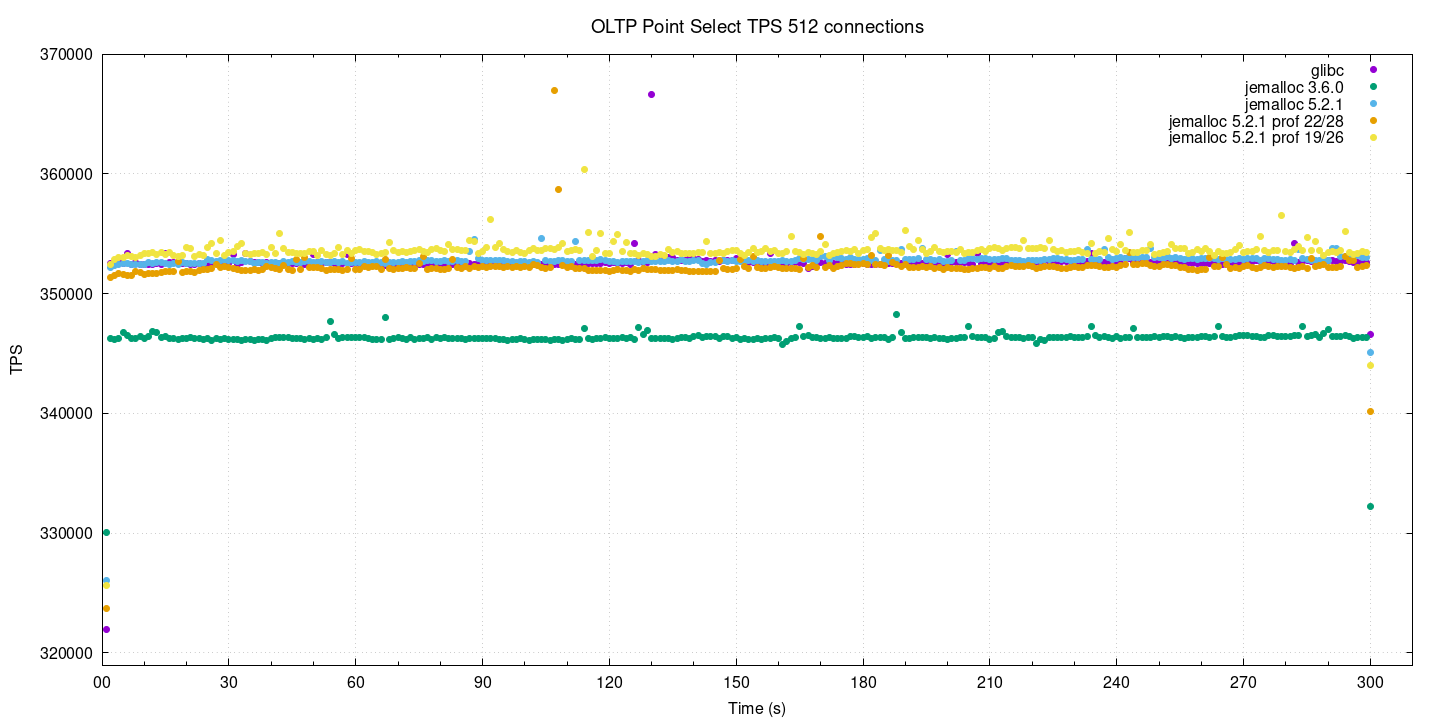 OLTP Point Select TPS 512 connections
370000
360000
350000
340000
330000
320000
TPS
glibc
jemalloc 3.6.0
jemalloc 5.2.1
jemalloc 5.2.1 prof 22/28
jemalloc 5.2.1 prof 19/26
00 30 60 90 120 150 180 210 240 270 300
Time (s)